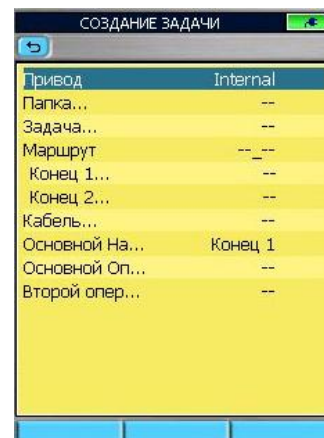 СОЗДАНИЕ ЗАДАЧИ
Привод Internal
Папка... --
Задача... --
Маршрут --_--
Конец 1... --
Конец 2... --
Кабель... --
Основной На... Конец 1
Основной Оп... --
Второй опер... --